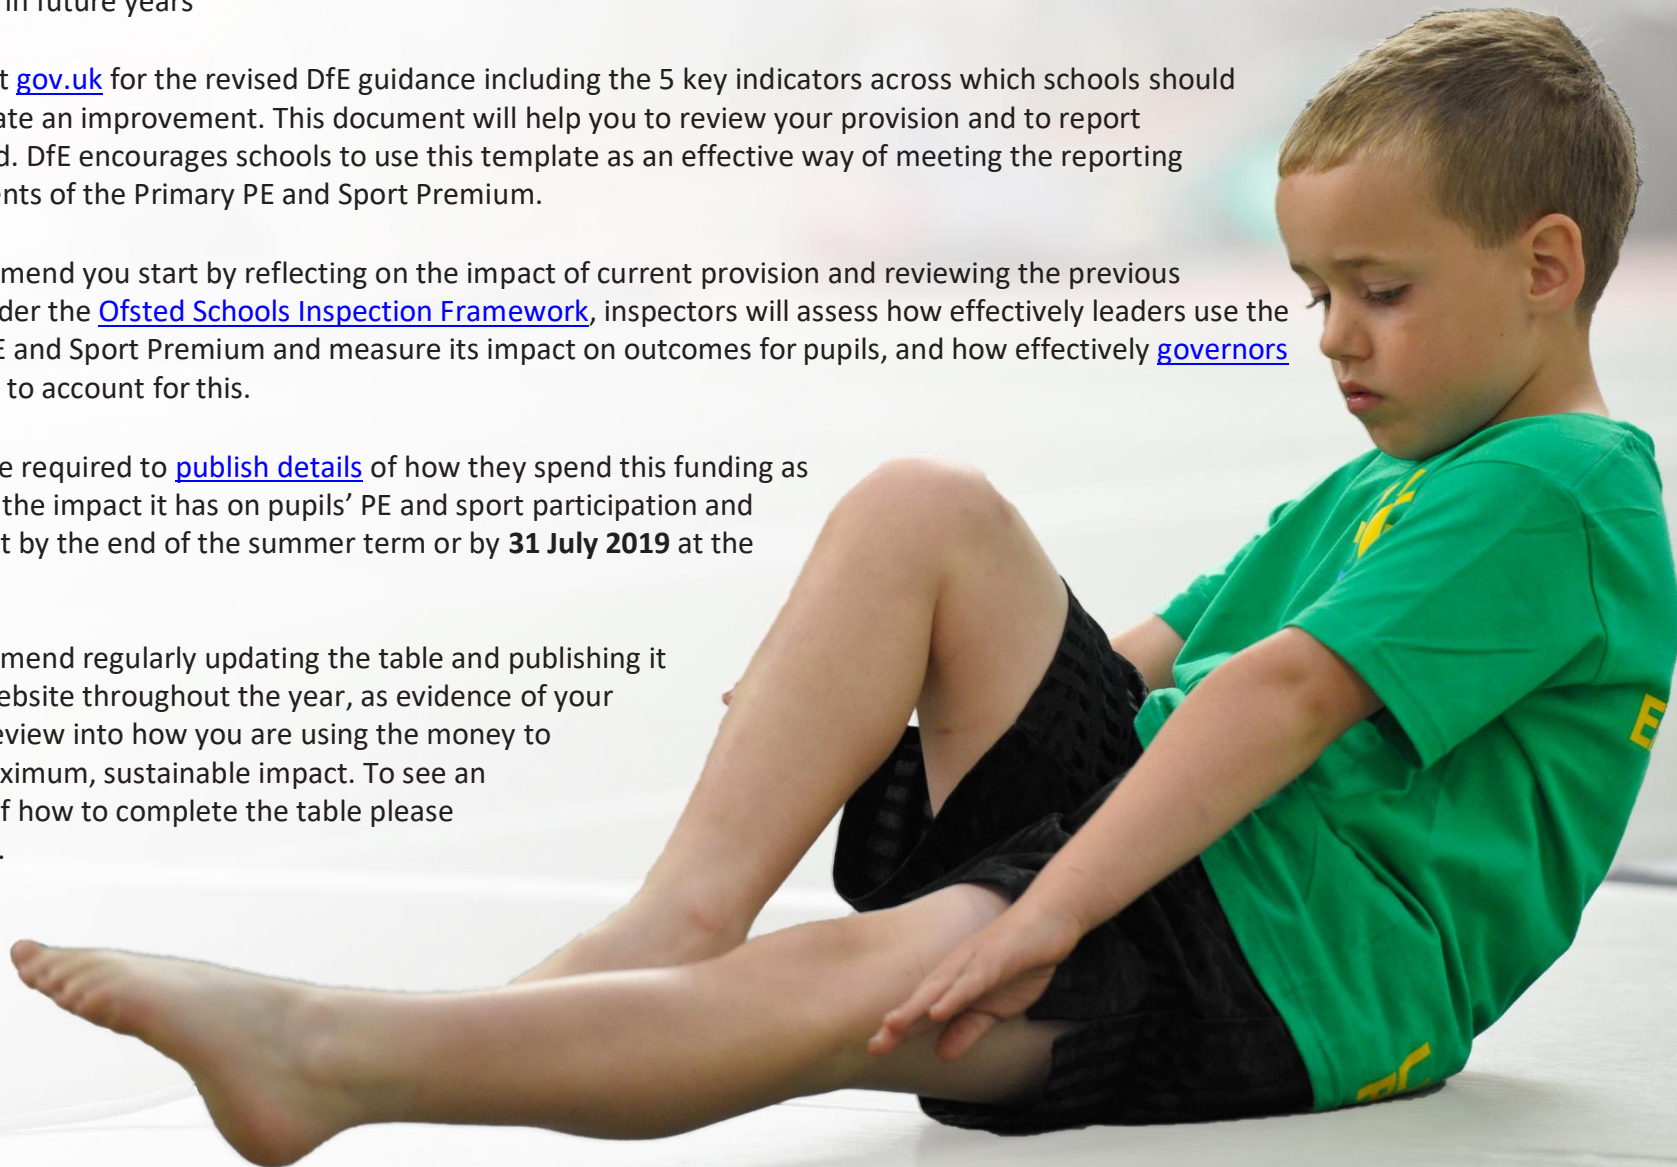 in future years
t gov.uk for the revised DfE guidance including the 5 key indicators across which schools should
ate an improvement. This document will help you to review your provision and to report
d. DfE encourages schools to use this template as an effective way of meeting the reporting
ents of the Primary PE and Sport Premium.
mend you start by reflecting on the impact of current provision and reviewing the previous
der the Ofsted Schools Inspection Framework, inspectors will assess how effectively leaders use the
E and Sport Premium and measure its impact on outcomes for pupils, and how effectively governors
to account for this.
e required to publish details of how they spend this funding as
the impact it has on pupils’ PE and sport participation and
t by the end of the summer term or by 31 July 2019 at the
mend regularly updating the table and publishing it
ebsite throughout the year, as evidence of your
eview into how you are using the money to
ximum, sustainable impact. To see an
f how to complete the table please
.